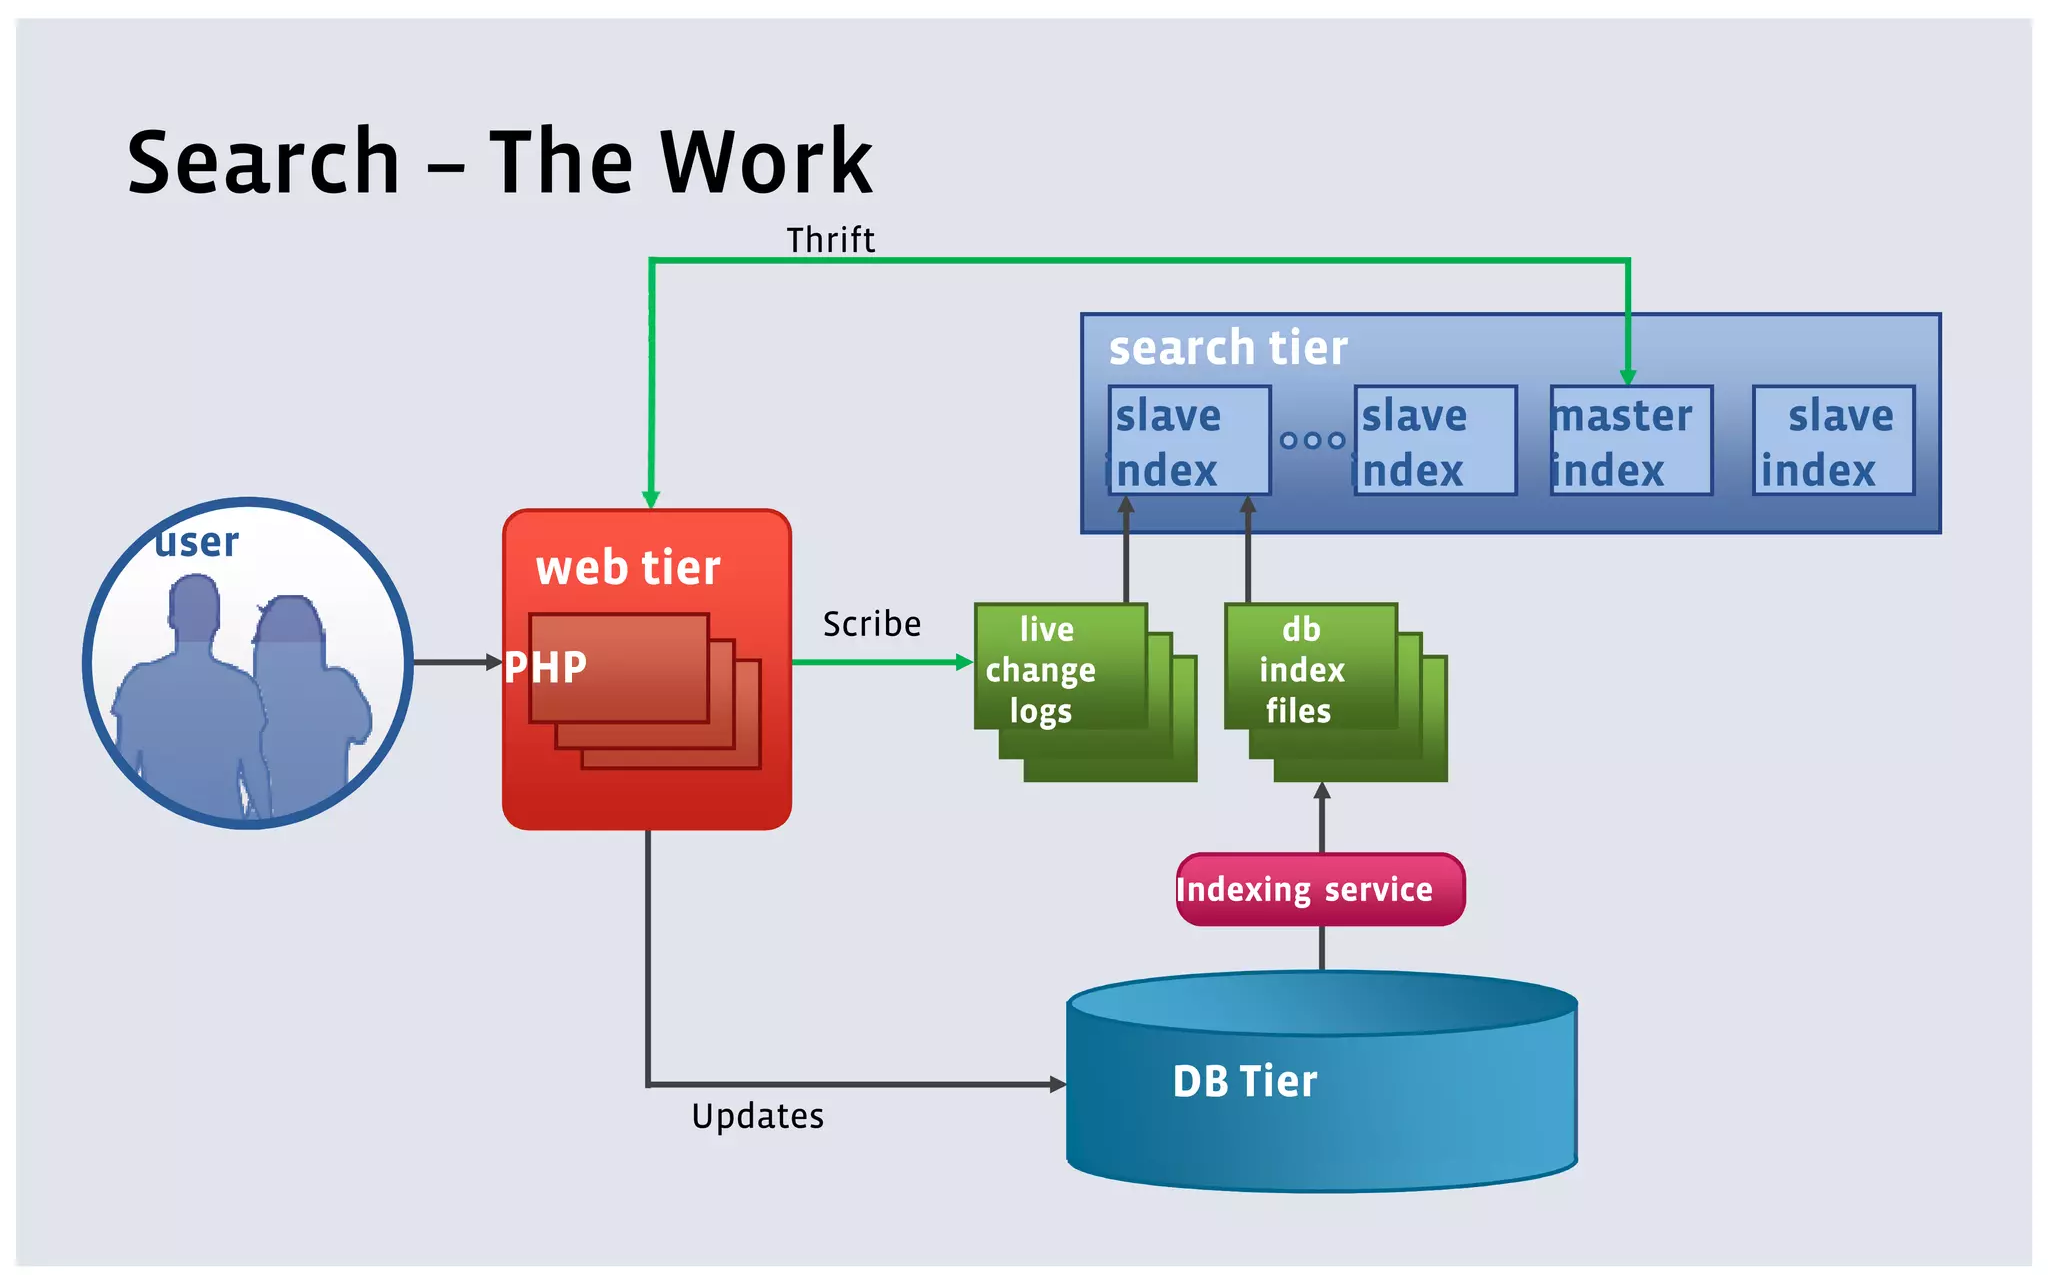 Search – The Work
Thrift
search tier
slave
index
slave
index
master
index
slave
index
user
web tier
PHP
Scribe
live
change
logs
db
index
files
Indexing service
DB Tier
Updates